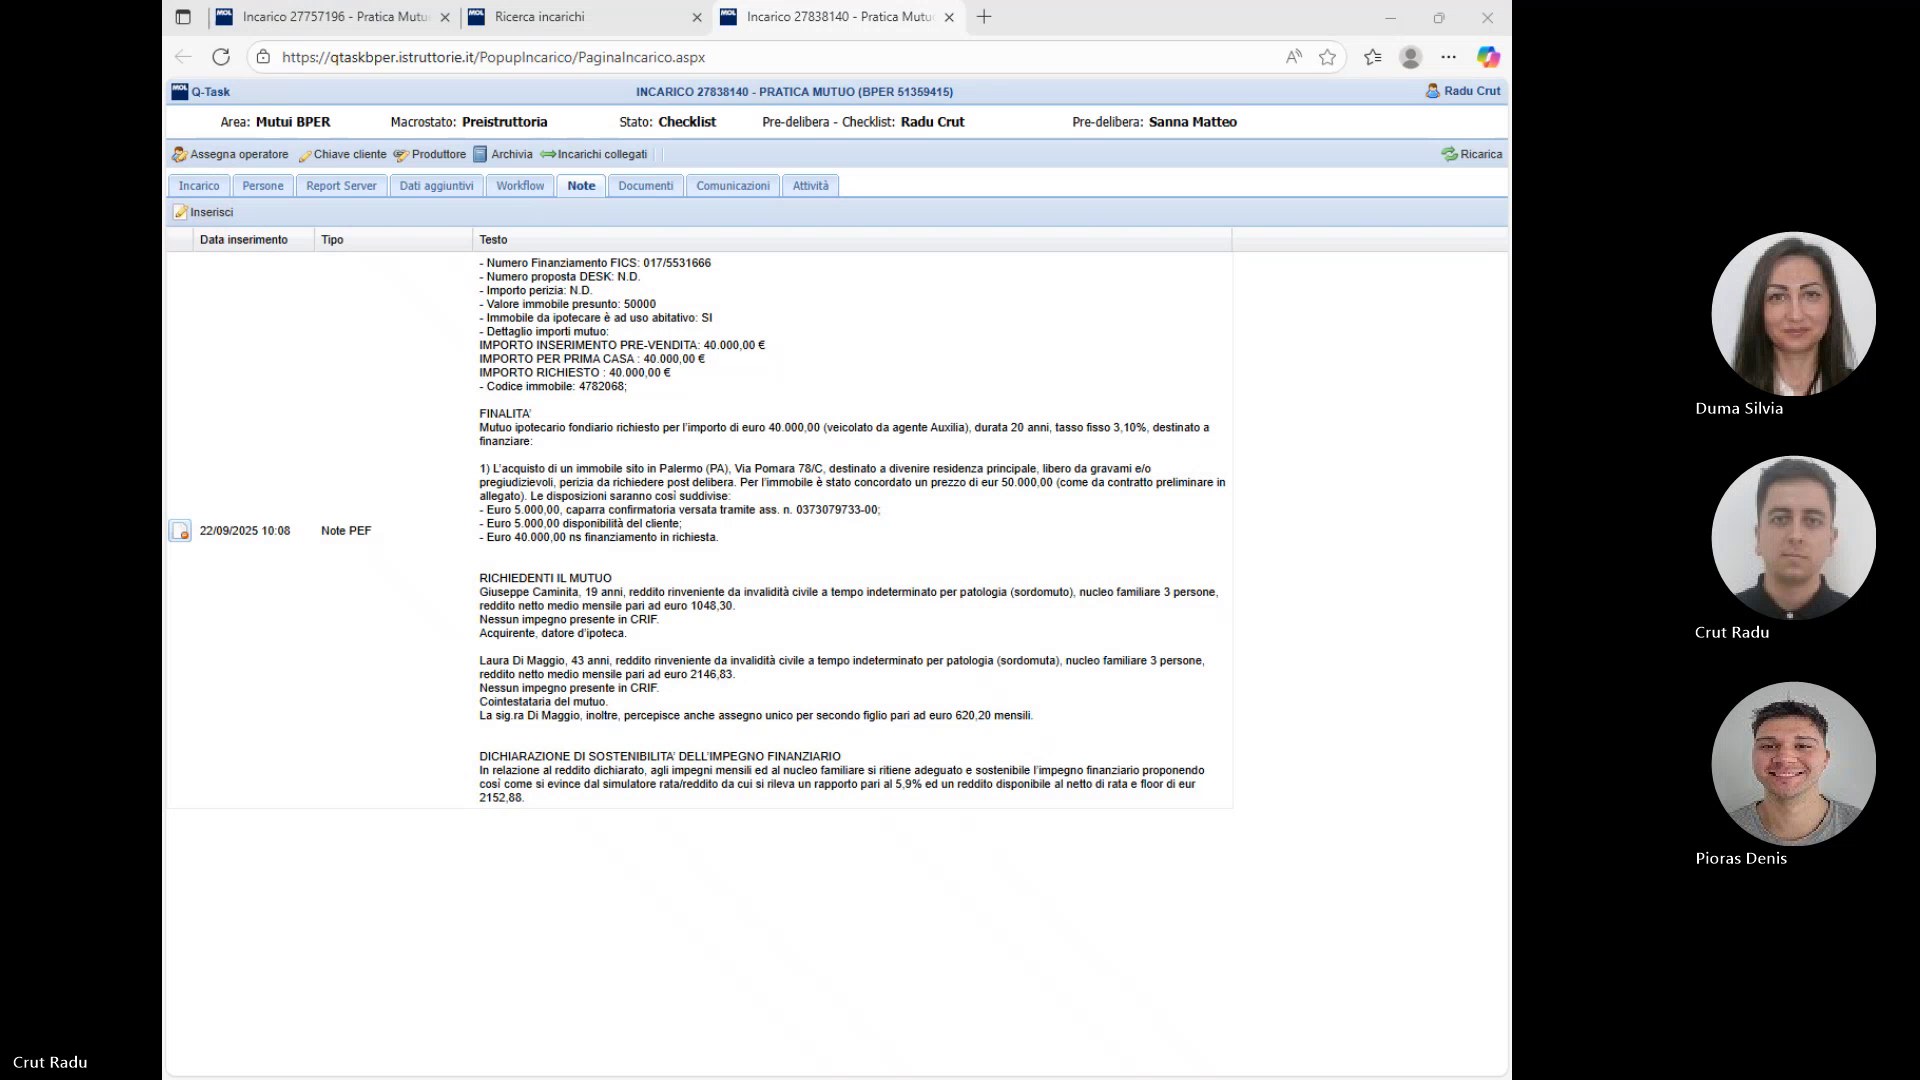 Incarico 27757196 - Pratica Mutu
Ricerca incarichi
Incarico 27838140 - Pratica Mutu
https://qtaskbper.istruttorie.it/PopupIncarico/PaginaIncarico.aspx
MOL Q-Task
INCARICO 27838140 - PRATICA MUTUO (BPER 51359415)
Radu Crut
Area: Mutui BPER
Macrostato: Preistruttoria
Stato: Checklist
Pre-delibera - Checklist: Radu Crut
Pre-delibera: Sanna Matteo
Assegna operatore
Chiave cliente
Produttore
Archivia
Incarichi collegati
Ricarica
Incarico
Persone
Report Server
Dati aggiuntivi
Workflow
Note
Documenti
Comunicazioni
Attività
Inserisci
Data inserimento
Tipo
Testo
22/09/2025 10:08
Note PEF
- Numero Finanziamento FICS: 017/5531666
- Numero proposta DESK: N.D.
- Importo perizia: N.D.
- Valore immobile presunto: 50000
- Immobile da ipotecare è ad uso abitativo: SI
- Dettaglio importi mutuo:
IMPORTO INSERIMENTO PRE-VENDITA: 40.000,00 €
IMPORTO PER PRIMA CASA : 40.000,00 €
IMPORTO RICHIESTO : 40.000,00 €
- Codice immobile: 4782068;
FINALITA'
Mutuo ipotecario fondiario richiesto per l'importo di euro 40.000,00 (veicolato da agente Auxilia), durata 20 anni, tasso fisso 3,10%, destinato a
finanziare:
1) L'acquisto di un immobile sito in Palermo (PA), Via Pomara 78/C, destinato a divenire residenza principale, libero da gravami e/o
pregiudizievoli, perizia da richiedere post delibera. Per l'immobile è stato concordato un prezzo di eur 50.000,00 (come da contratto preliminare in
allegato). Le disposizioni saranno così suddivise:
- Euro 5.000,00, caparra confirmatoria versata tramite ass. n. 0373079733-00;
- Euro 5.000,00 disponibilità del cliente;
- Euro 40.000,00 ns finanziamento in richiesta.
RICHIEDENTI IL MUTUO
Giuseppe Caminita, 19 anni, reddito rinveniente da invalidità civile a tempo indeterminato per patologia (sordomuto), nucleo familiare 3 persone,
reddito netto medio mensile pari ad euro 1048,30.
Nessun impegno presente in CRIF.
Acquirente, datore d'ipoteca.
Laura Di Maggio, 43 anni, reddito rinveniente da invalidità civile a tempo indeterminato per patologia (sordomuta), nucleo familiare 3 persone,
reddito netto medio mensile pari ad euro 2146,83.
Nessun impegno presente in CRIF.
Cointestataria del mutuo.
La sig.ra Di Maggio, inoltre, percepisce anche assegno unico per secondo figlio pari ad euro 620,20 mensili.
DICHIARAZIONE DI SOSTENIBILITA' DELL'IMPEGNO FINANZIARIO
In relazione al reddito dichiarato, agli impegni mensili ed al nucleo familiare si ritiene adeguato e sostenibile l'impegno finanziario proponendo
così come si evince dal simulatore rata/reddito da cui si rileva un rapporto pari al 5,9% ed un reddito disponibile al netto di rata e floor di eur
2152,88.
Duma Silvia
Crut Radu
Pioras Denis
Crut Radu